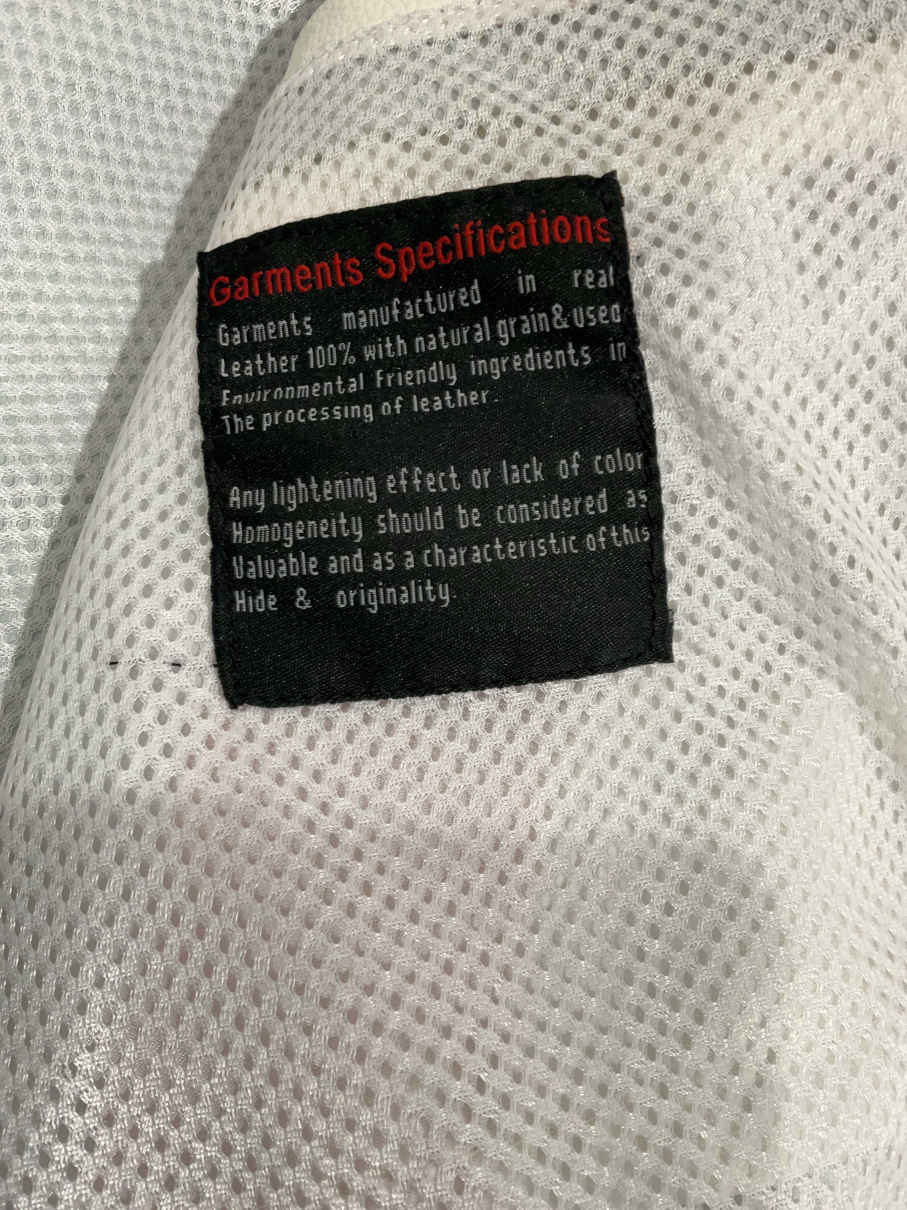 Garments Specifications
Garments manufactured in real
Leather 100% with natural grain & used
Environmental Friendly ingredients in
The processing of leather.
Any lightening effect or lack of color
Homogeneity should be considered as
Valuable and as a characteristic of this
Hide & originality.